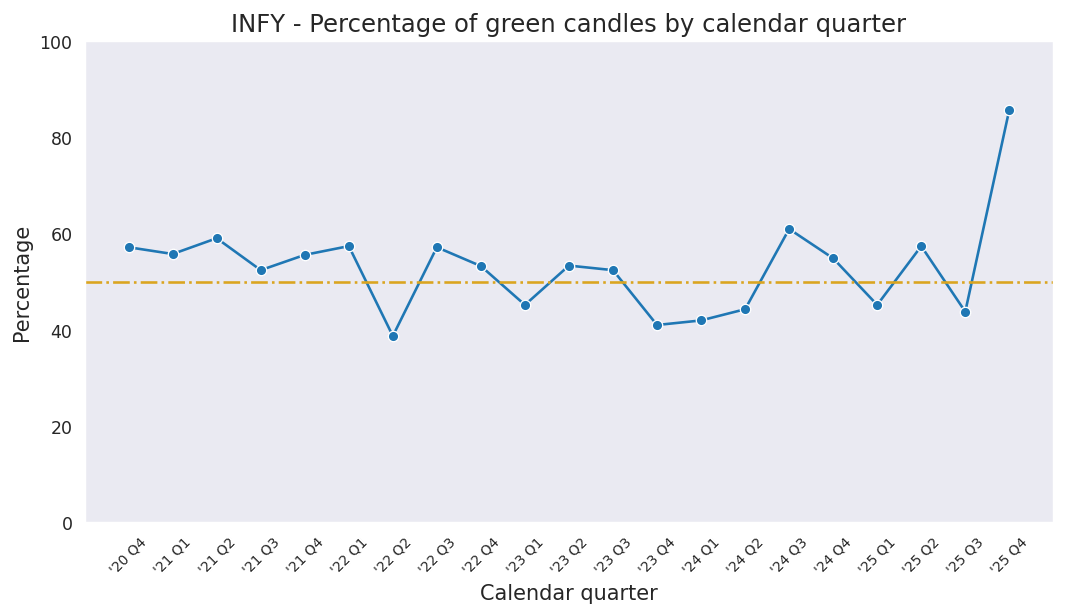 INFY - Percentage of green candles by calendar quarter
100
80
60
40
20
0
Percentage
'20 Q4
'21 Q1
'21 Q2
'21 Q3
'21 Q4
'22 Q1
'22 Q2
'22 Q3
'22 Q4
'23 Q1
'23 Q2
'23 Q3
'23 Q4
'24 Q1
'24 Q2
'24 Q3
'24 Q4
'25 Q1
'25 Q2
'25 Q3
'25 Q4
Calendar quarter